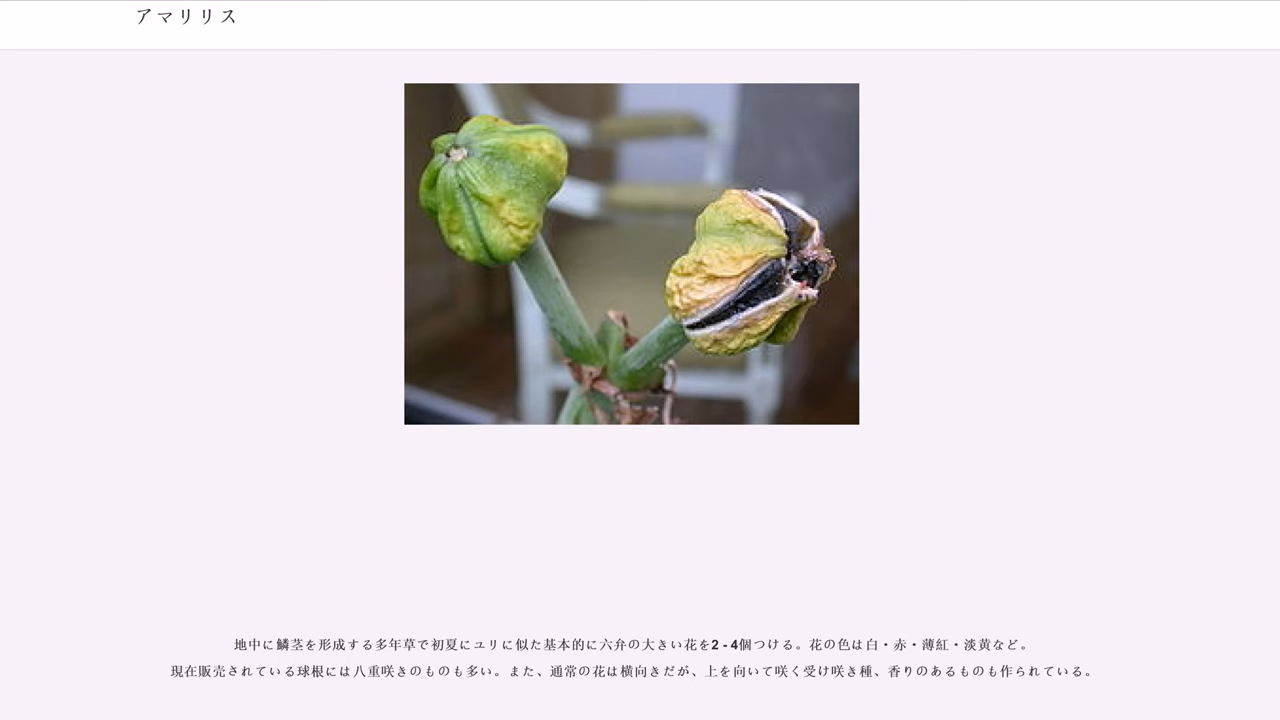 アマリリス
地中に鱗茎を形成する多年草で初夏にユリに似た基本的に六弁の大きい花を2 - 4個つける。花の色は白・赤・薄紅・淡黄など。
現在販売されている球根には八重咲きのものも多い。また、通常の花は横向きだが、上を向いて咲く受け咲き種、香りのあるものも作られている。